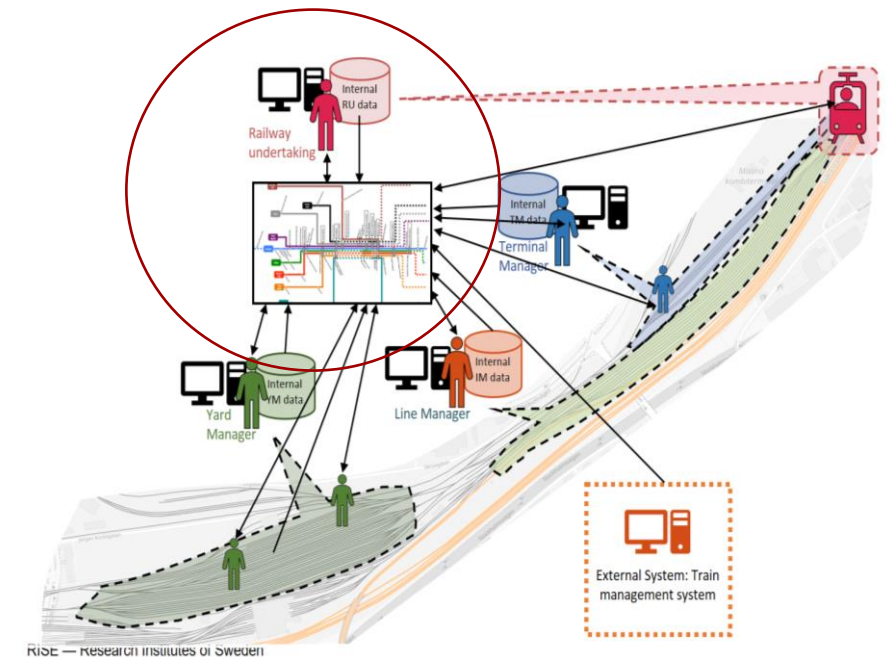 Internal
RU data
Railway
undertaking
Internal
TM data
Terminal
Manager
Internal
YM data
Yard
Manager
Internal
IM data
Line Manager
External System: Train
management system
RISE — Research Institutes of Sweden